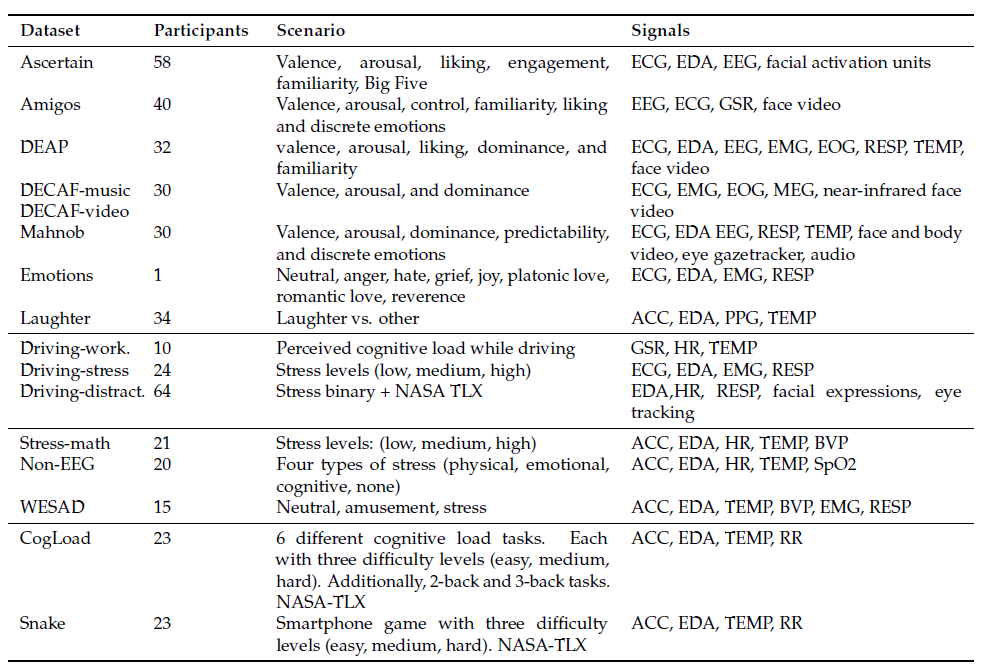 Dataset Participants Scenario Signals
Ascertain 58 Valence, arousal, liking, engagement, ECG, EDA, EEG, facial activation units
familiarity, Big Five
Amigos 40 Valence, arousal, control, familiarity, liking EEG, ECG, GSR, face video
and discrete emotions
DEAP 32 valence, arousal, liking, dominance, and ECG, EDA, EEG, EMG, EOG, RESP, TEMP,
familiarity face video
DECAF-music 30 Valence, arousal, and dominance ECG, EMG, EOG, MEG, near-infrared face
DECAF-video video
Mahnob 30 Valence, arousal, dominance, predictability, ECG, EDA EEG, RESP, TEMP, face and body
and discrete emotions video, eye gazetracker, audio
Emotions 1 Neutral, anger, hate, grief, joy, platonic love, ECG, EDA, EMG, RESP
romantic love, reverence
Laughter 34 Laughter vs. other ACC, EDA, PPG, TEMP
Driving-work. 10 Perceived cognitive load while driving GSR, HR, TEMP
Driving-stress 24 Stress levels (low, medium, high) ECG, EDA, EMG, RESP
Driving-distract. 64 Stress binary + NASA TLX EDA,HR, RESP, facial expressions, eye
tracking
Stress-math 21 Stress levels: (low, medium, high) ACC, EDA, HR, TEMP, BVP
Non-EEG 20 Four types of stress (physical, emotional, ACC, EDA, HR, TEMP, SpO2
cognitive, none)
WESAD 15 Neutral, amusement, stress ACC, EDA, TEMP, BVP, EMG, RESP
CogLoad 23 6 different cognitive load tasks. Each ACC, EDA, TEMP, RR
with three difficulty levels (easy, medium,
hard). Additionally, 2-back and 3-back tasks.
NASA-TLX
Snake 23 Smartphone game with three difficulty ACC, EDA, TEMP, RR
levels (easy, medium, hard). NASA-TLX